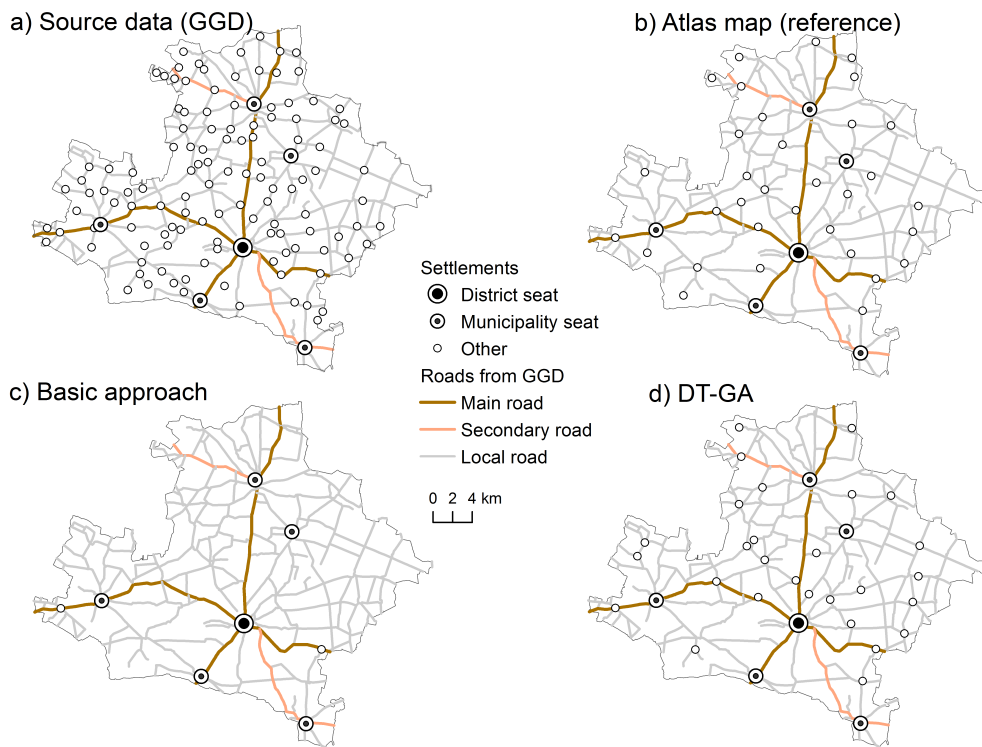 a) Source data (GGD)
b) Atlas map (reference)
Settlements
District seat
Municipality seat
Other
Roads from GGD
Main road
Secondary road
Local road
0 2 4 km
c) Basic approach
d) DT-GA